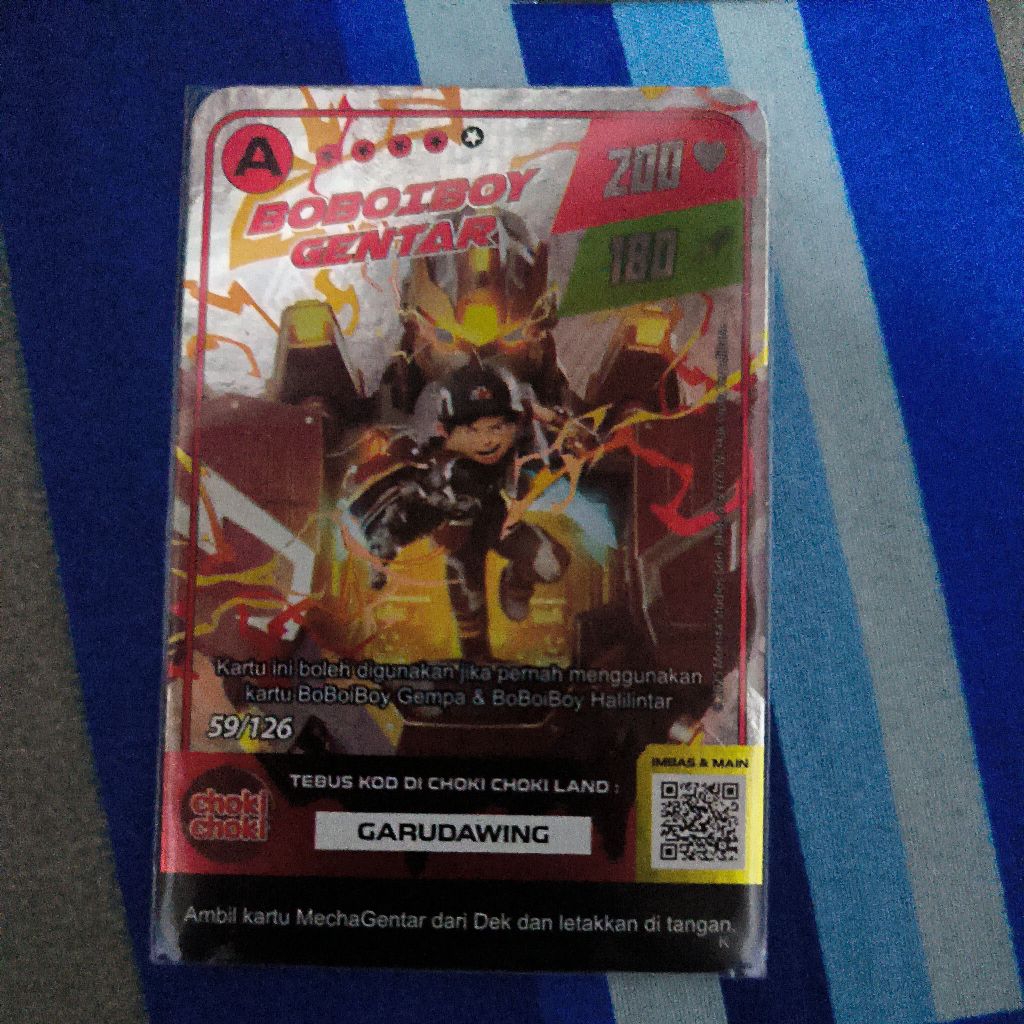 A
BOBOIBOY
GENTAR
200
180
Kartu ini boleh digunakan jika pernah menggunakan
kartu BoBoiBoy Gempa & BoBoiBoy Halilintar
59/126
IMBAS & MAIN
TEBUS KOD DI CHOKI CHOKI LAND :
choki
choki
GARUDAWING
Ambil kartu MechaGentar dari Dek dan letakkan di tangan.
K